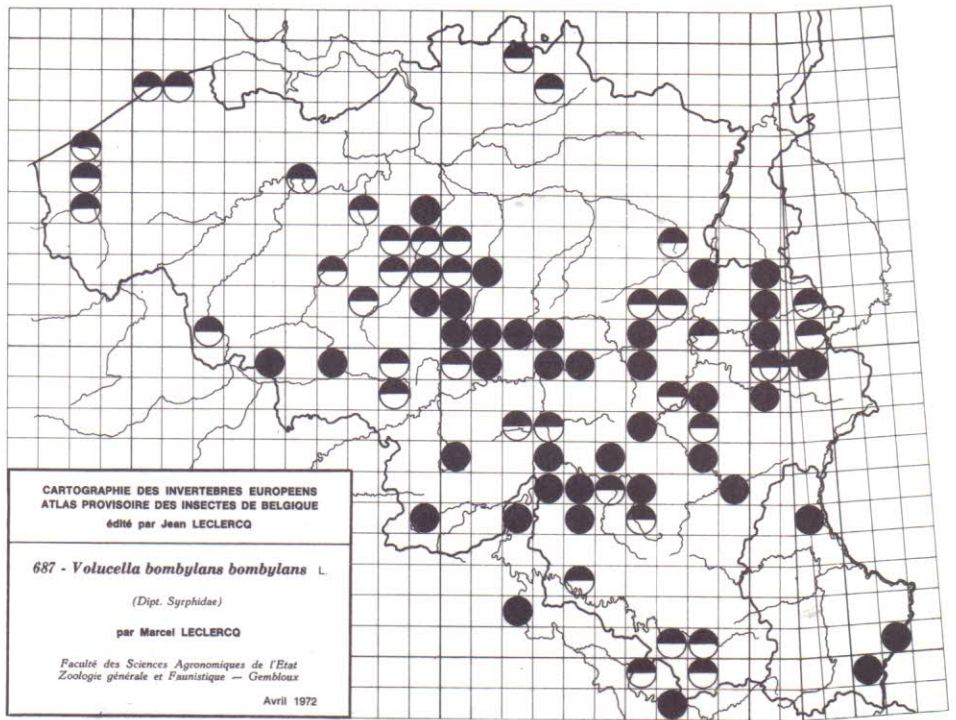 CARTOGRAPHIE DES INVERTEBRES EUROPEENS
ATLAS PROVISOIRE DES INSECTES DE BELGIQUE
édité par Jean LECLERCQ
687 - Volucella bombylans bombylans L.
(Dipt. Syrphidae)
par Marcel LECLERCQ
Faculté des Sciences Agronomiques de l'Etat
Zoologie générale et Faunistique — Gembloux
Avril 1972